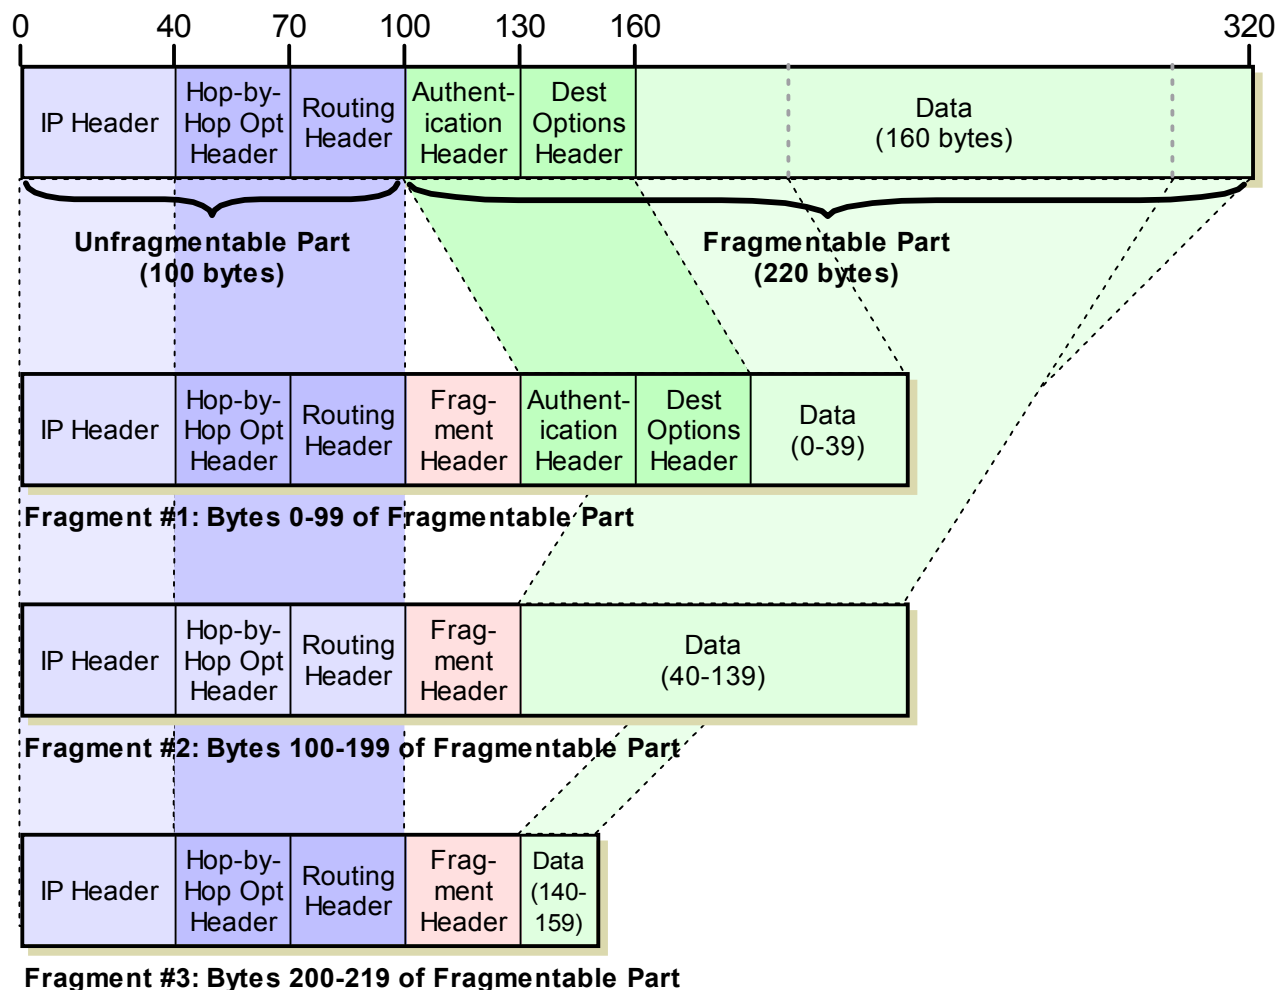 0 40 70 100 130 160 320
IP Header
Hop-by-
Hop Opt
Header
Routing
Header
Authent-
ication
Header
Dest
Options
Header
Data
(160 bytes)
Unfragmentable Part
(100 bytes)
Fragmentable Part
(220 bytes)
IP Header
Hop-by-
Hop Opt
Header
Routing
Header
Frag-
ment
Header
Authent-
ication
Header
Dest
Options
Header
Data
(0-39)
Fragment #1: Bytes 0-99 of Fragmentable Part
IP Header
Hop-by-
Hop Opt
Header
Routing
Header
Frag-
ment
Header
Data
(40-139)
Fragment #2: Bytes 100-199 of Fragmentable Part
IP Header
Hop-by-
Hop Opt
Header
Routing
Header
Frag-
ment
Header
Data
(140-
159)
Fragment #3: Bytes 200-219 of Fragmentable Part